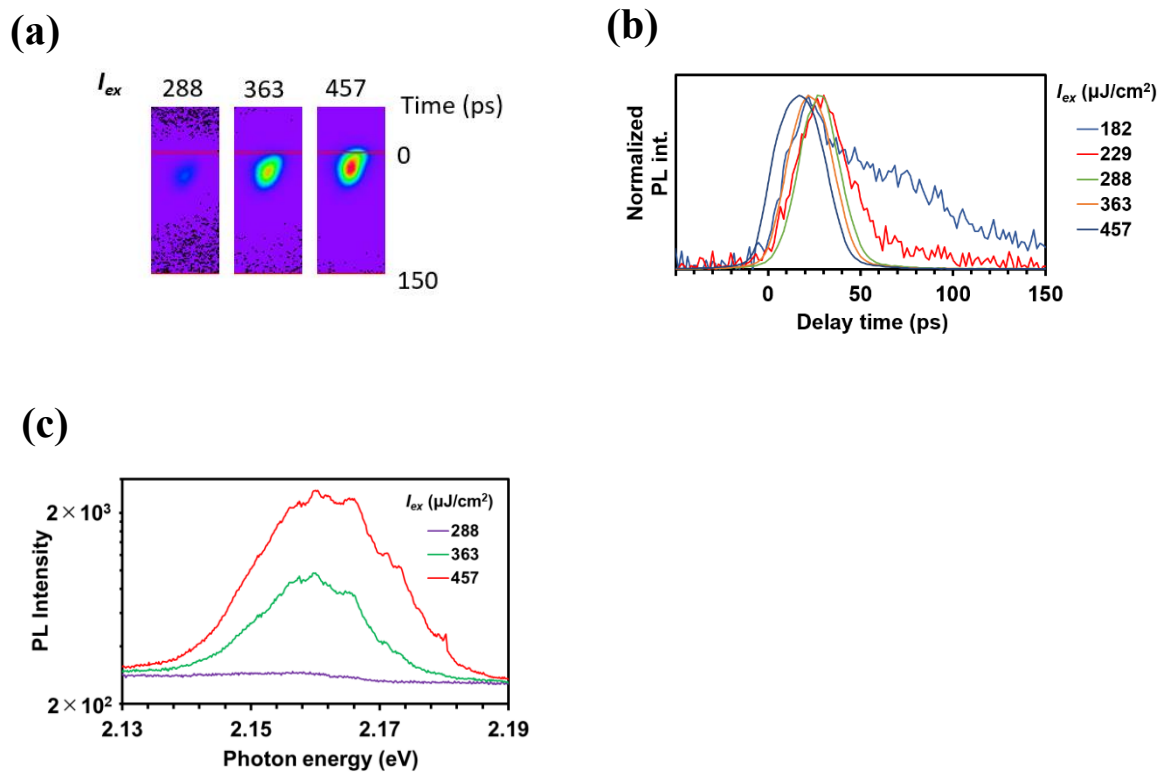 (a)
I_ex 288 363 457
Time (ps)
0
150
(b)
Normalized
PL int.
I_ex (μJ/cm²)
182
229
288
363
457
0 50 100 150
Delay time (ps)
(c)
PL Intensity
2×10³
2×10²
I_ex (μJ/cm²)
288
363
457
2.13 2.15 2.17 2.19
Photon energy (eV)